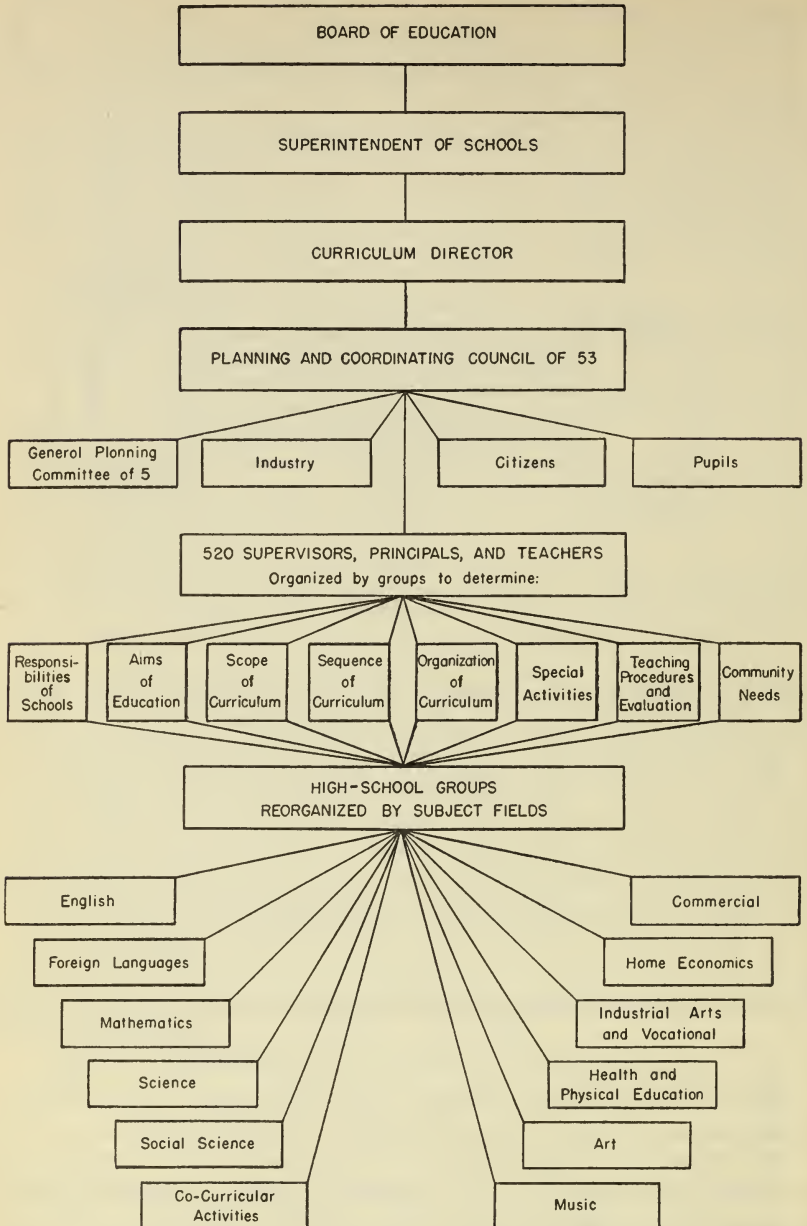 BOARD OF EDUCATION
SUPERINTENDENT OF SCHOOLS
CURRICULUM DIRECTOR
PLANNING AND COORDINATING COUNCIL OF 53
General Planning
Committee of 5
Industry
Citizens
Pupils
520 SUPERVISORS, PRINCIPALS, AND TEACHERS
Organized by groups to determine:
Responsi-
bilities
of
Schools
Aims
of
Education
Scope
of
Curriculum
Sequence
of
Curriculum
Organization
of
Curriculum
Special
Activities
Teaching
Procedures
and
Evaluation
Community
Needs
HIGH-SCHOOL GROUPS
REORGANIZED BY SUBJECT FIELDS
English
Commercial
Foreign Languages
Home Economics
Mathematics
Industrial Arts
and Vocational
Science
Health and
Physical Education
Social Science
Art
Co-Curricular
Activities
Music